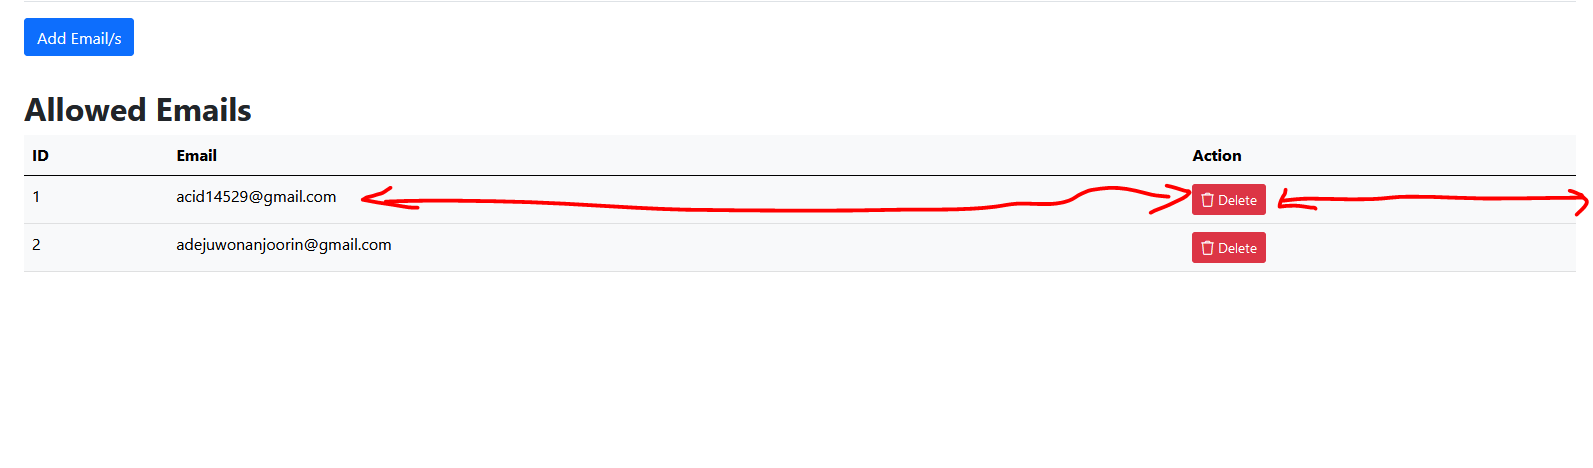 Add Email/s
Allowed Emails
ID Email Action
1 acid14529@gmail.com Delete
2 adejuwonanjoorin@gmail.com Delete